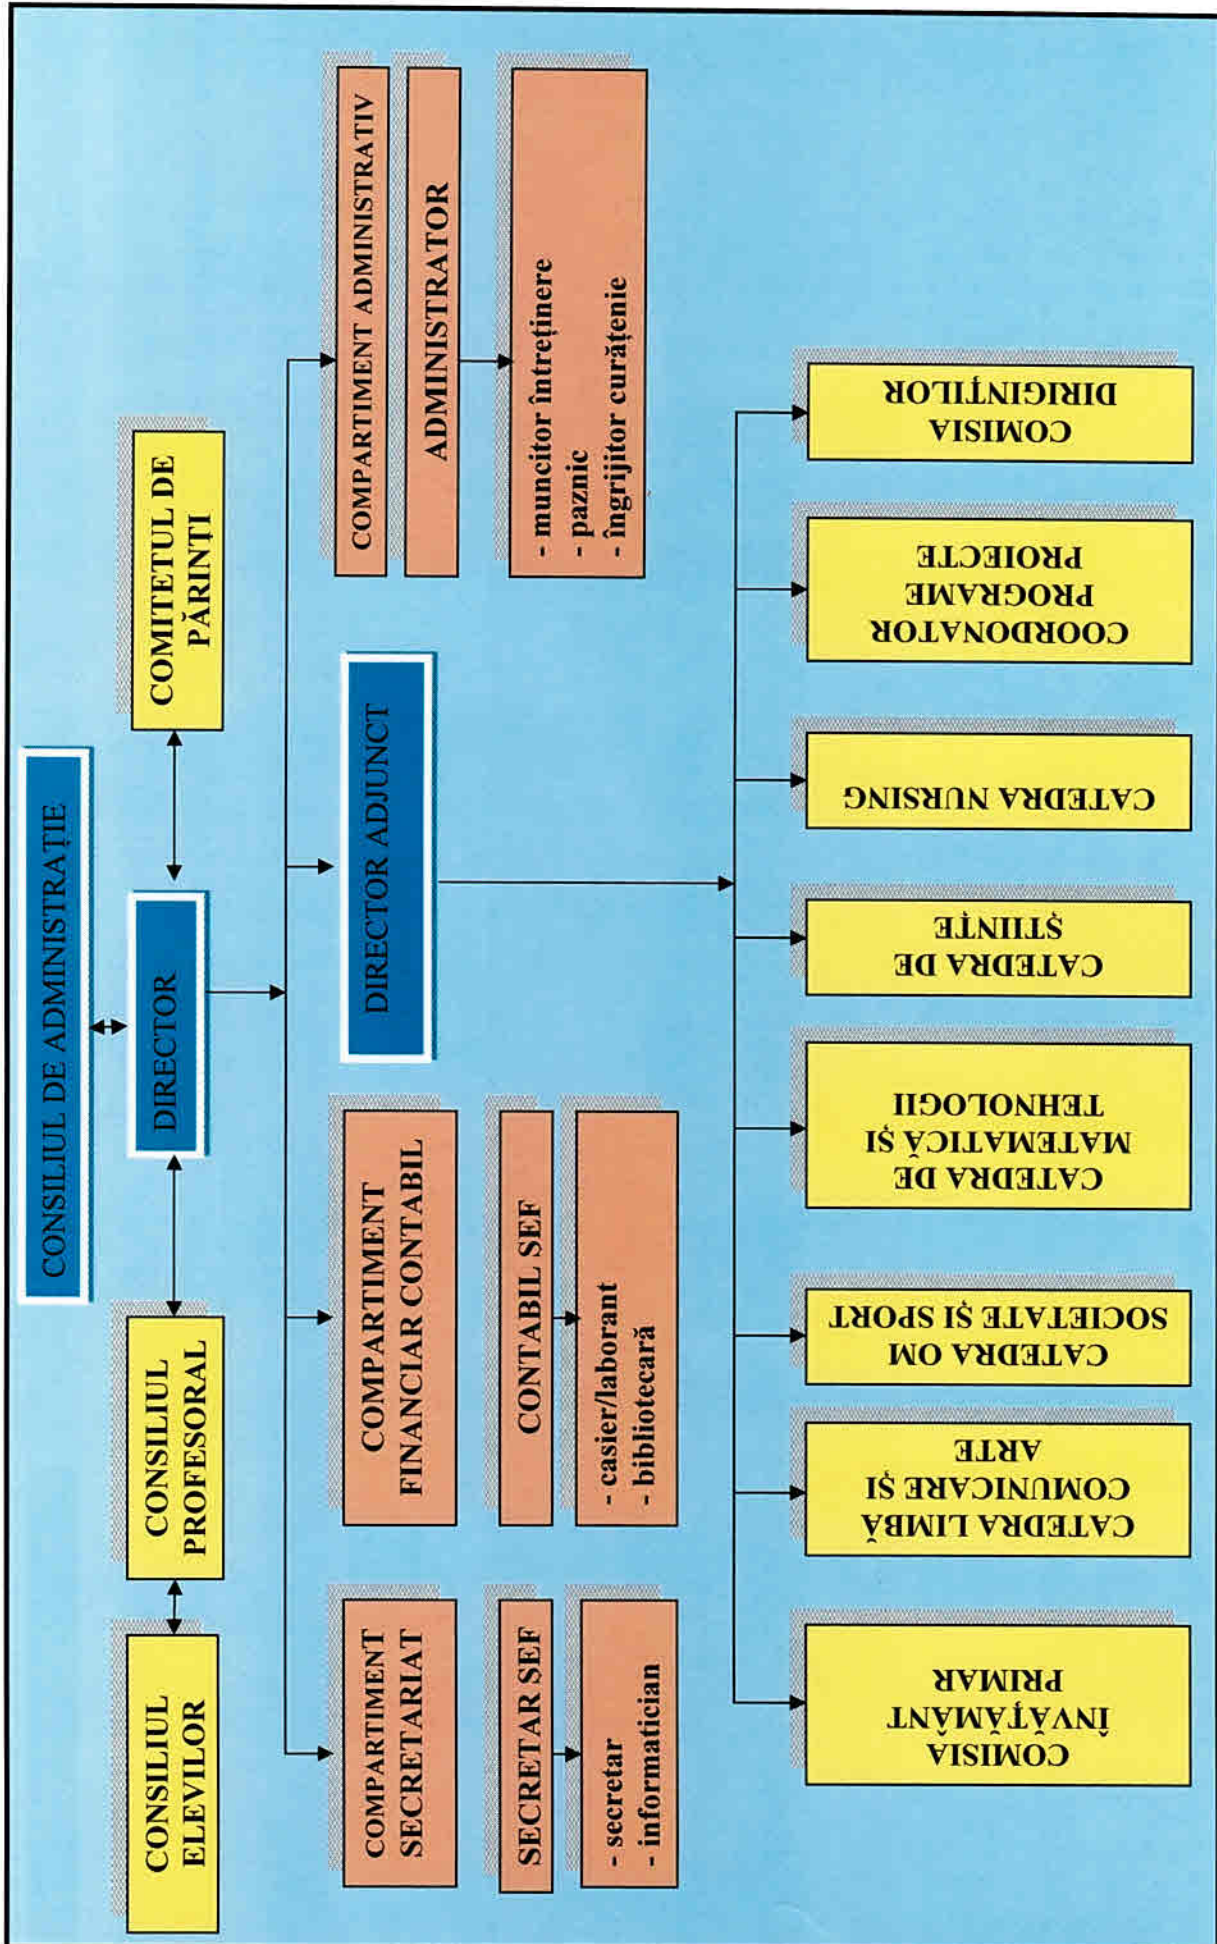 CONSILIUL DE ADMINISTRAȚIE
CONSILIUL
ELEVILOR
CONSILIUL
PROFESORAL
DIRECTOR
COMITETUL DE
PĂRINȚI
COMPARTIMENT
SECRETARIAT
COMPARTIMENT
FINANCIAR CONTABIL
DIRECTOR ADJUNCT
COMPARTIMENT ADMINISTRATIV
ADMINISTRATOR
SECRETAR SEF
- secretar
- informatician
CONTABIL SEF
- casier/laborant
- bibliotecară
- muncitor întreținere
- paznic
- îngrijitor curățenie
COMISIA
ÎNVĂȚĂMÂNT
PRIMAR
CATEDRA LIMBĂ
COMUNICARE ȘI
ARTE
CATEDRA OM
SOCIETATE ȘI SPORT
CATEDRA DE
MATEMATICĂ ȘI
TEHNOLOGII
CATEDRA DE
ȘTIINȚE
CATEDRA NURSING
COORDONATOR
PROGRAME
PROIECTE
COMISIA
DIRIGINȚILOR